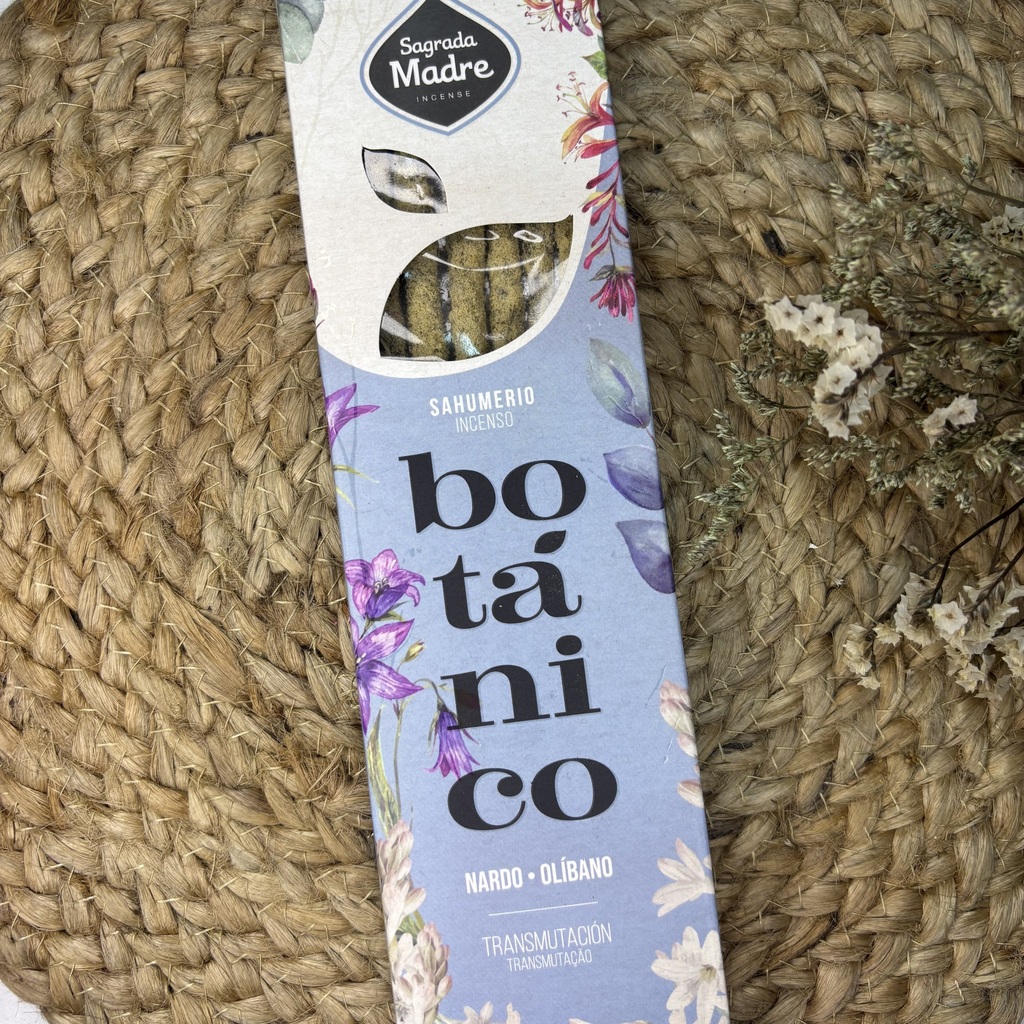 Sagrada
Madre
INCENSE
SAHUMERIO
INCENSO
bo
tá
ni
co
NARDO • OLÍBANO
TRANSMUTACIÓN
TRANSMUTAÇÃO